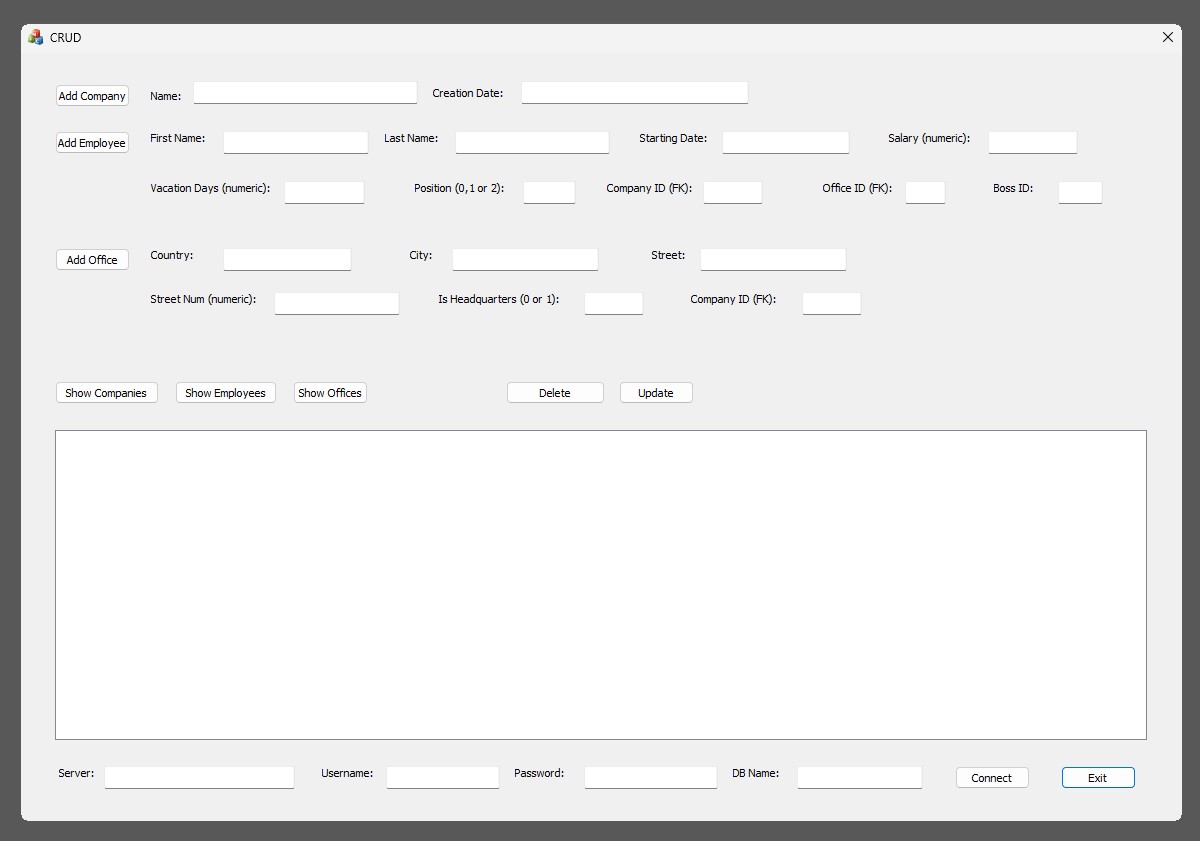 CRUD
Add Company Name: Creation Date:
Add Employee First Name: Last Name: Starting Date: Salary (numeric):
Vacation Days (numeric): Position (0,1 or 2): Company ID (FK): Office ID (FK): Boss ID:
Add Office Country: City: Street:
Street Num (numeric): Is Headquarters (0 or 1): Company ID (FK):
Show Companies Show Employees Show Offices Delete Update
Server: Username: Password: DB Name: Connect Exit